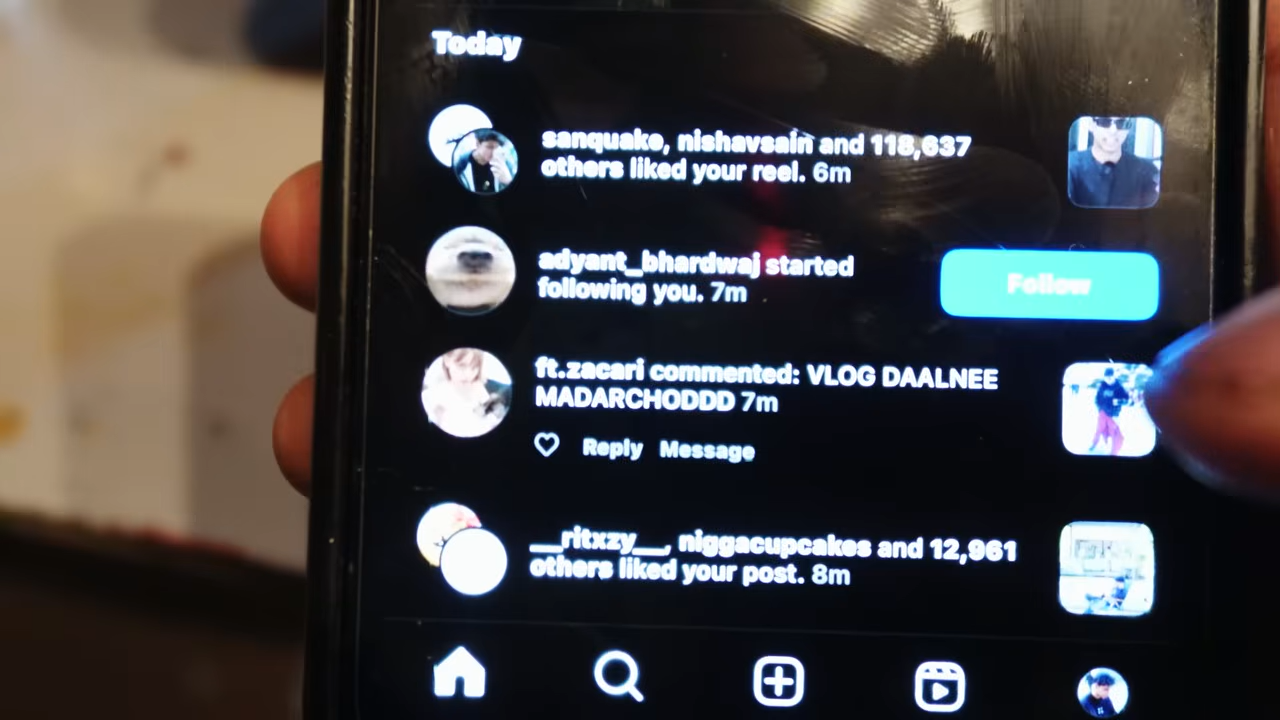 Today
sanquake, nishavsain and 118,637
others liked your reel. 6m
adyant_bhardwaj started
following you. 7m
Follow
ft.zacari commented: VLOG DAALNEE
MADARCHODDD 7m
Reply Message
__ritxzy__, niggacupcakes and 12,961
others liked your post. 8m